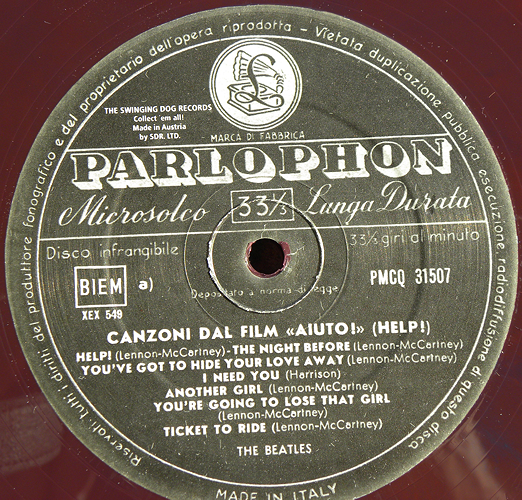 Riservati tutti i diritti del produttore fonografico e del proprietario dell'opera riprodotta - Vietata duplicazione pubblica esecuzione radiodiffusione di questo disca
THE SWINGING DOG RECORDS
Collect 'em all!
Made in Austria
by SDR. LTD.
£
MARCA DI FABBRICA
PARLOPHON
Microsolco 33⅓ Lunga Durata
Disco infrangibile 33⅓ giri al minuto
BIEM a) PMCQ 31507
XEX 549
Depositato a norma di legge
CANZONI DAL FILM «AIUTO!» (HELP!)
HELP! (Lennon-McCartney) - THE NIGHT BEFORE (Lennon-McCartney)
YOU'VE GOT TO HIDE YOUR LOVE AWAY (Lennon-McCartney)
I NEED YOU (Harrison)
ANOTHER GIRL (Lennon-McCartney)
YOU'RE GOING TO LOSE THAT GIRL
(Lennon-McCartney)
TICKET TO RIDE (Lennon-McCartney)
THE BEATLES
MADE IN ITALY